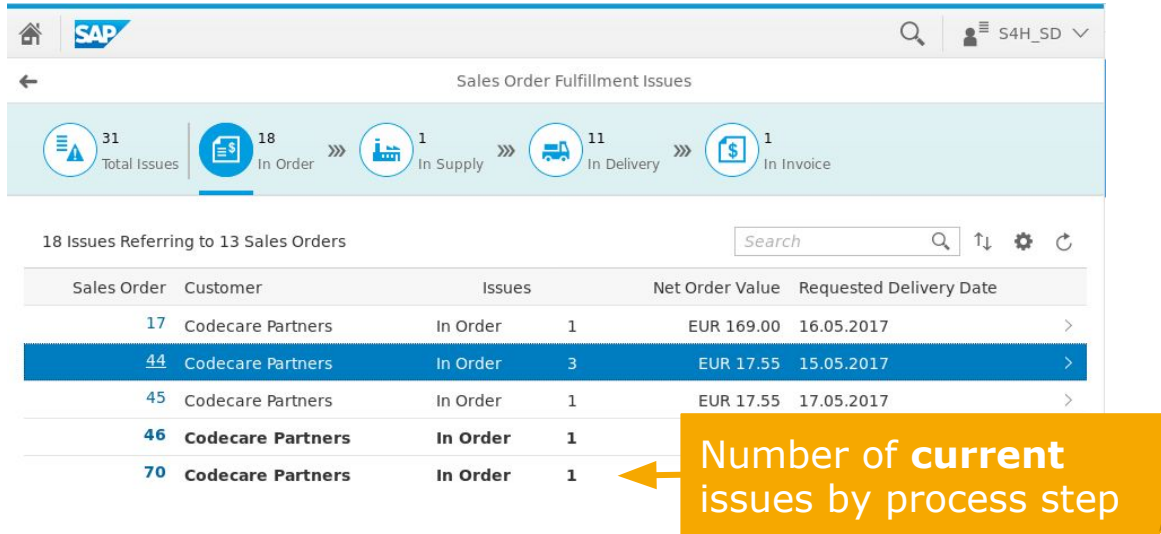 SAP S4H_SD
Sales Order Fulfillment Issues
31 18 1 11 1
Total Issues In Order In Supply In Delivery In Invoice
18 Issues Referring to 13 Sales Orders Search
Sales Order Customer Issues Net Order Value Requested Delivery Date
17 Codecare Partners In Order 1 EUR 169.00 16.05.2017
44 Codecare Partners In Order 3 EUR 17.55 15.05.2017
45 Codecare Partners In Order 1 EUR 17.55 17.05.2017
46 Codecare Partners In Order 1
70 Codecare Partners In Order 1
Number of current
issues by process step